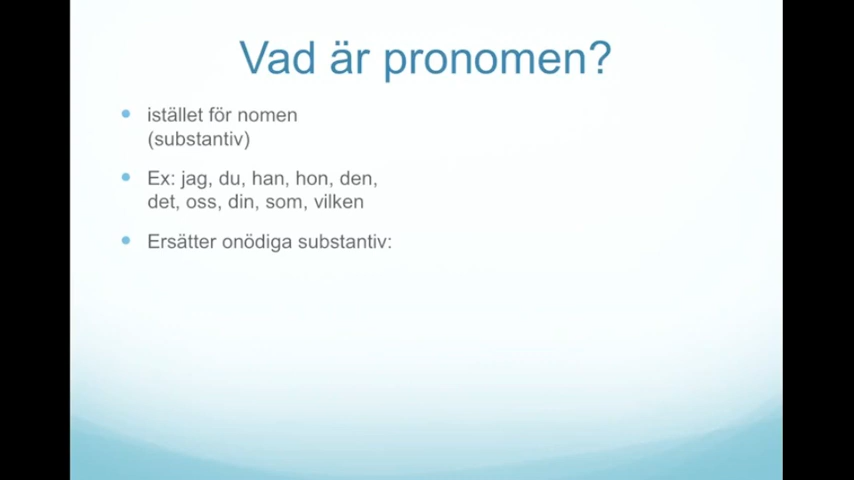 Vad är pronomen?
istället för nomen
(substantiv)
Ex: jag, du, han, hon, den,
det, oss, din, som, vilken
Ersätter onödiga substantiv: